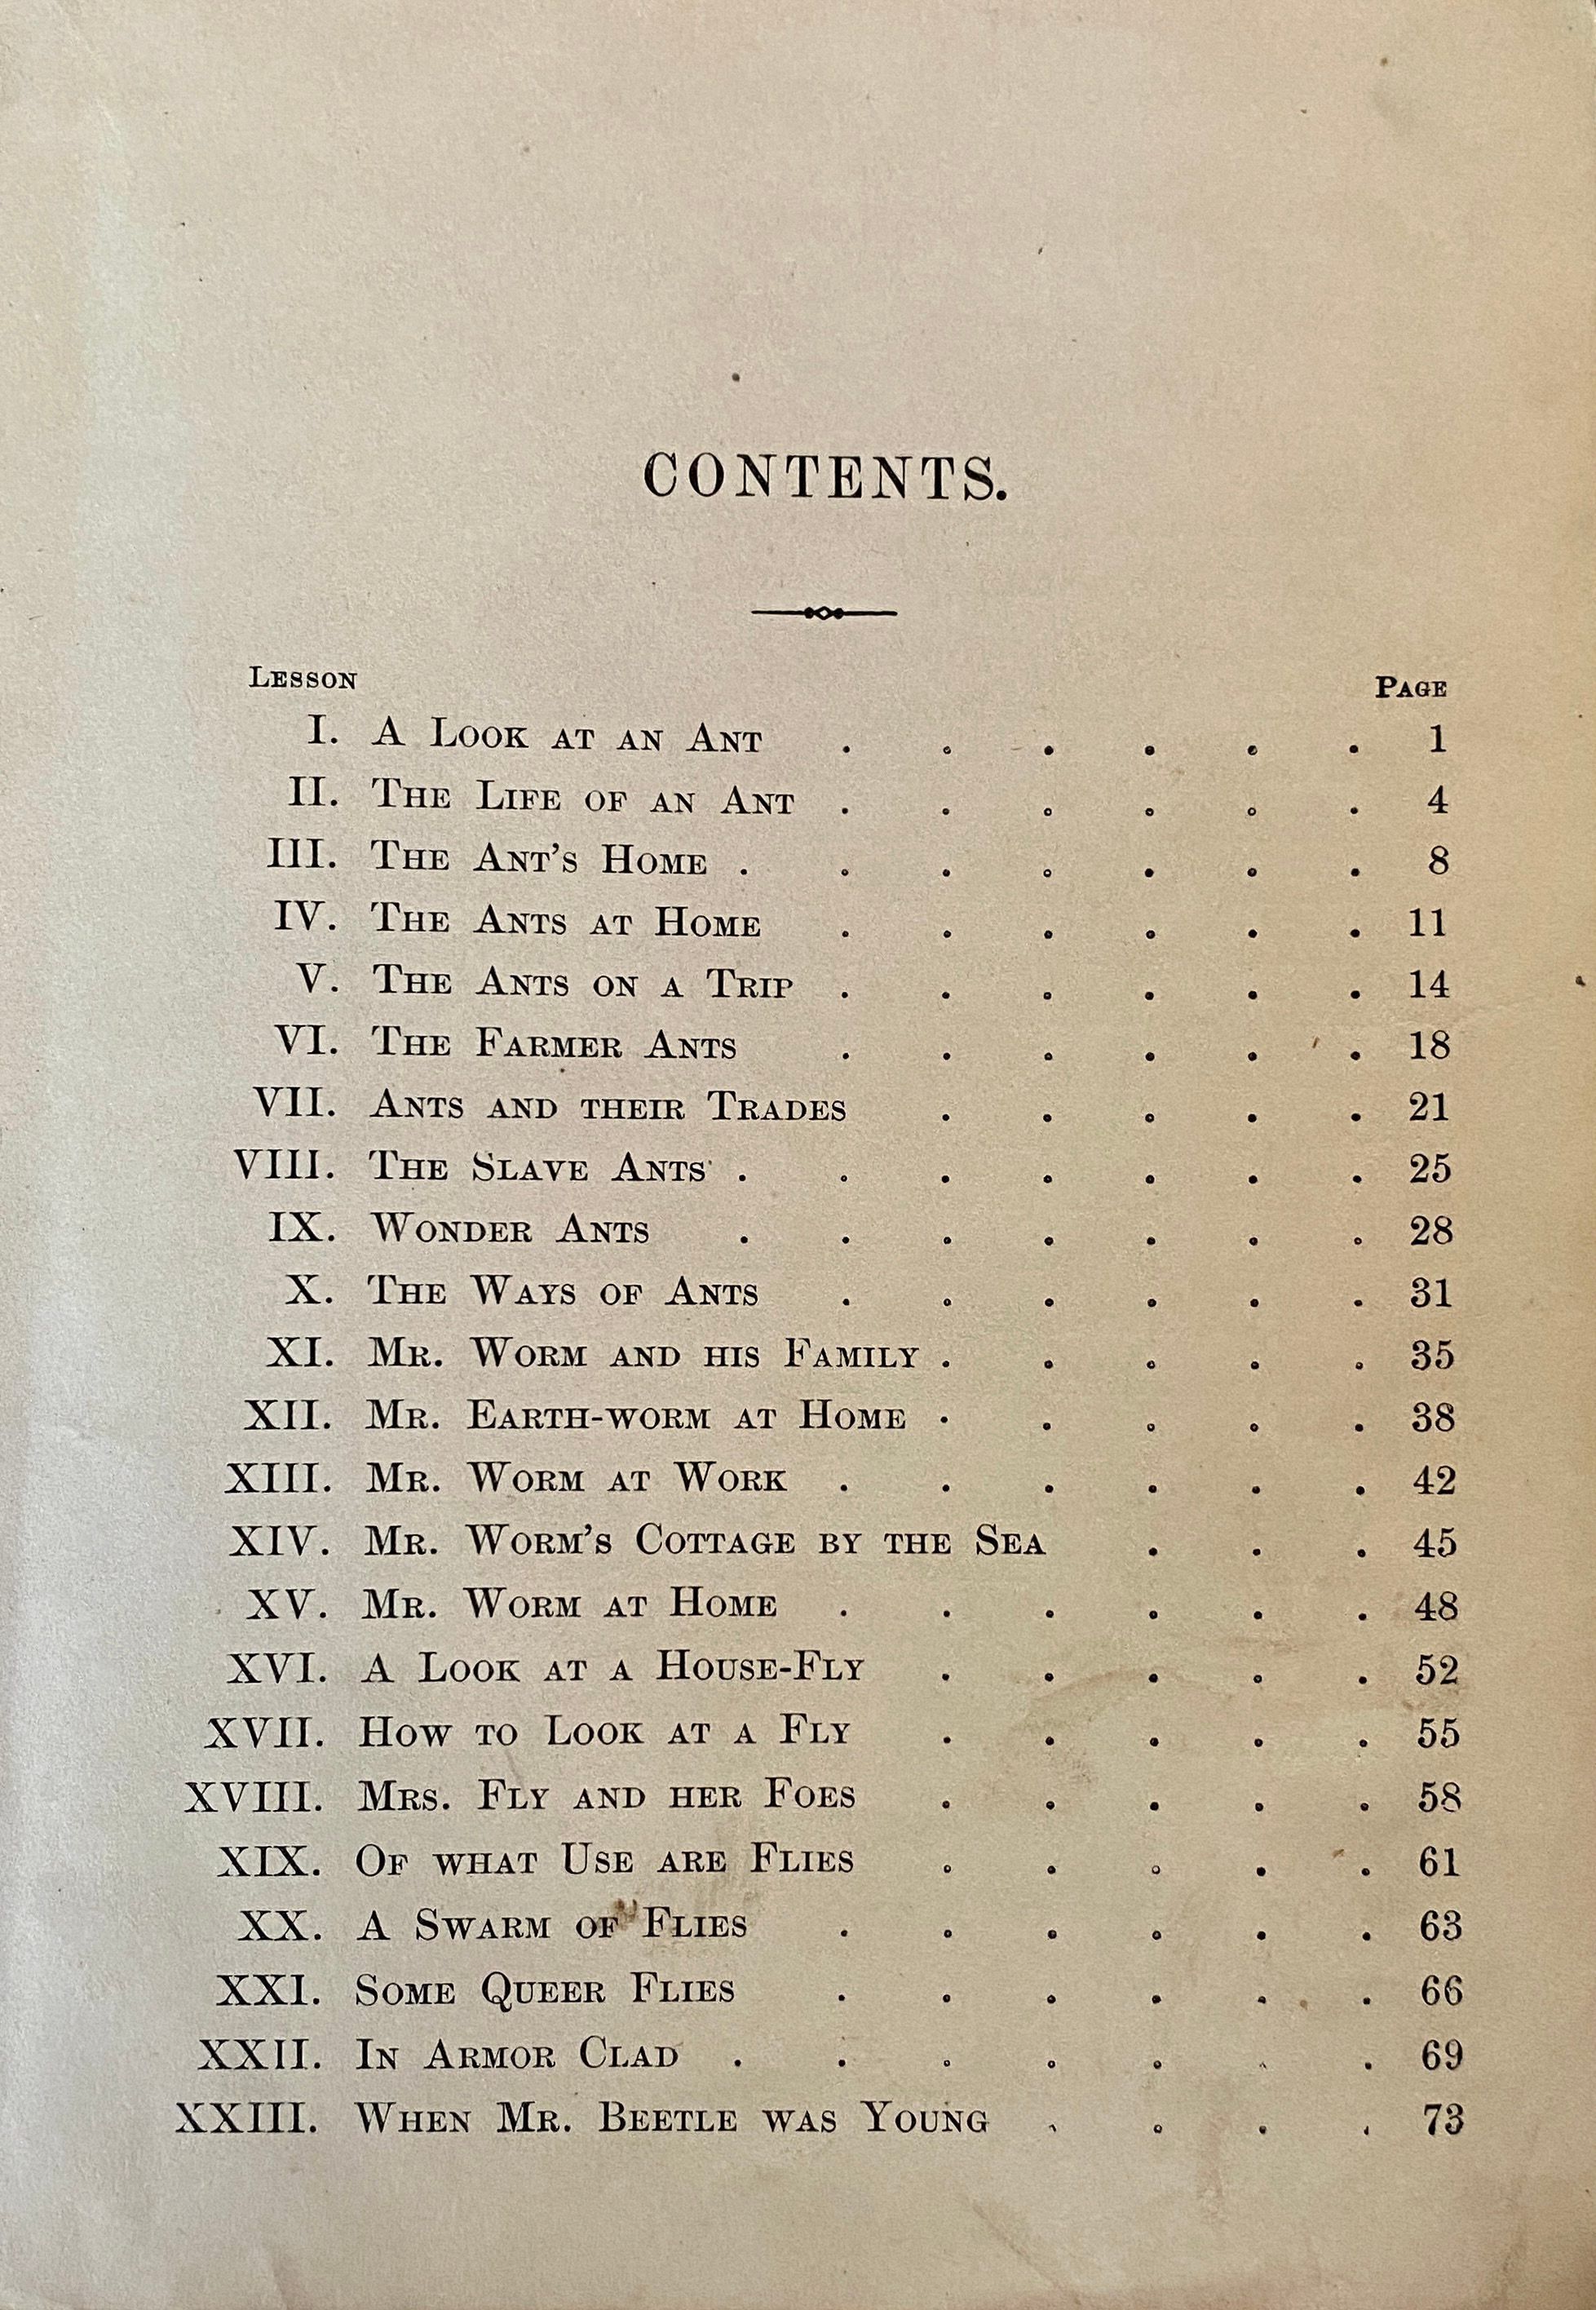 CONTENTS.
LESSON PAGE
I. A LOOK AT AN ANT . . . . . . 1
II. THE LIFE OF AN ANT . . . . . . 4
III. THE ANT'S HOME . . . . . . . 8
IV. THE ANTS AT HOME . . . . . . 11
V. THE ANTS ON A TRIP . . . . . . 14
VI. THE FARMER ANTS . . . . . . 18
VII. ANTS AND THEIR TRADES . . . . . 21
VIII. THE SLAVE ANTS . . . . . . . 25
IX. WONDER ANTS . . . . . . . 28
X. THE WAYS OF ANTS . . . . . . 31
XI. MR. WORM AND HIS FAMILY . . . . . 35
XII. MR. EARTH-WORM AT HOME . . . . . 38
XIII. MR. WORM AT WORK . . . . . . 42
XIV. MR. WORM'S COTTAGE BY THE SEA . . . 45
XV. MR. WORM AT HOME . . . . . . 48
XVI. A LOOK AT A HOUSE-FLY . . . . . 52
XVII. HOW TO LOOK AT A FLY . . . . . 55
XVIII. MRS. FLY AND HER FOES . . . . . 58
XIX. OF WHAT USE ARE FLIES . . . . . 61
XX. A SWARM OF FLIES . . . . . . 63
XXI. SOME QUEER FLIES . . . . . . 66
XXII. IN ARMOR CLAD . . . . . . . 69
XXIII. WHEN MR. BEETLE WAS YOUNG . . . . 73